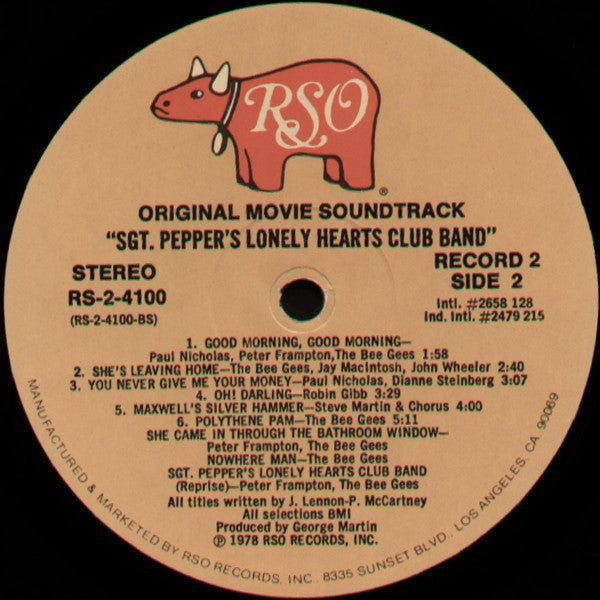 RSO
®
ORIGINAL MOVIE SOUNDTRACK
"SGT. PEPPER'S LONELY HEARTS CLUB BAND"
STEREO
RS-2-4100
(RS-2-4100-BS)
RECORD 2
SIDE 2
Intl. #2658 128
Ind. Intl. #2479 215
1. GOOD MORNING, GOOD MORNING—
Paul Nicholas, Peter Frampton,The Bee Gees 1:58
2. SHE'S LEAVING HOME—The Bee Gees, Jay MacIntosh, John Wheeler 2:40
3. YOU NEVER GIVE ME YOUR MONEY—Paul Nicholas, Dianne Steinberg 3:07
4. OH! DARLING—Robin Gibb 3:29
5. MAXWELL'S SILVER HAMMER—Steve Martin & Chorus 4:00
6. POLYTHENE PAM—The Bee Gees 5:11
SHE CAME IN THROUGH THE BATHROOM WINDOW—
Peter Frampton, The Bee Gees
NOWHERE MAN—The Bee Gees
SGT. PEPPER'S LONELY HEARTS CLUB BAND
(Reprise)—Peter Frampton, The Bee Gees
All titles written by J. Lennon-P. McCartney
All selections BMI
Produced by George Martin
℗ 1978 RSO RECORDS, INC.
MANUFACTURED & MARKETED BY RSO RECORDS, INC. 8335 SUNSET BLVD., LOS ANGELES, CA 90069